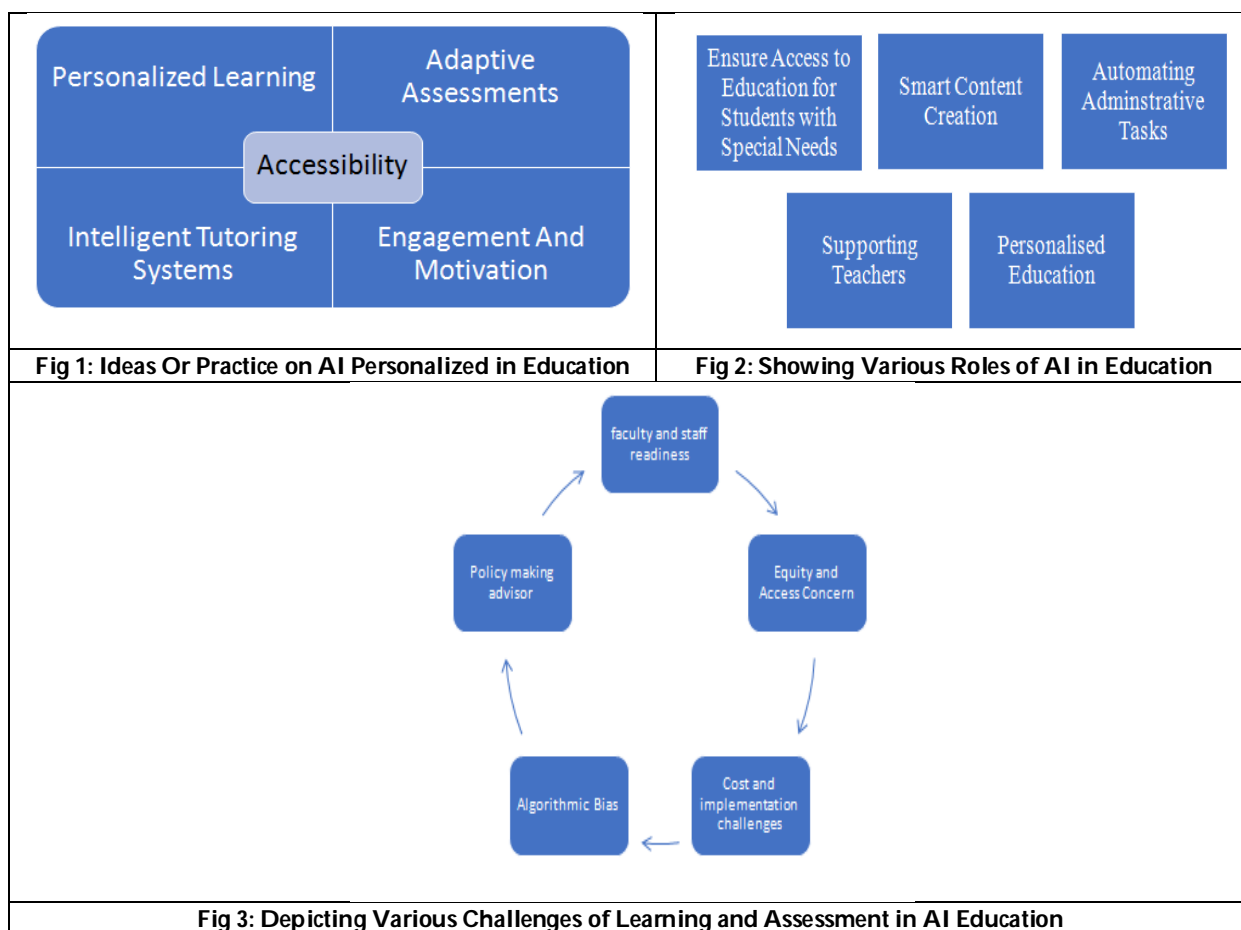 Personalized Learning
Adaptive
Assessments
Accessibility
Intelligent Tutoring
Systems
Engagement And
Motivation
Fig 1: Ideas Or Practice on AI Personalized in Education
Ensure Access to
Education for
Students with
Special Needs
Smart Content
Creation
Automating
Adminstrative
Tasks
Supporting
Teachers
Personalised
Education
Fig 2: Showing Various Roles of AI in Education
faculty and staff
readiness
Equity and
Access Concern
Cost and
implementation
challenges
Algorithmic Bias
Policy making
advisor
Fig 3: Depicting Various Challenges of Learning and Assessment in AI Education